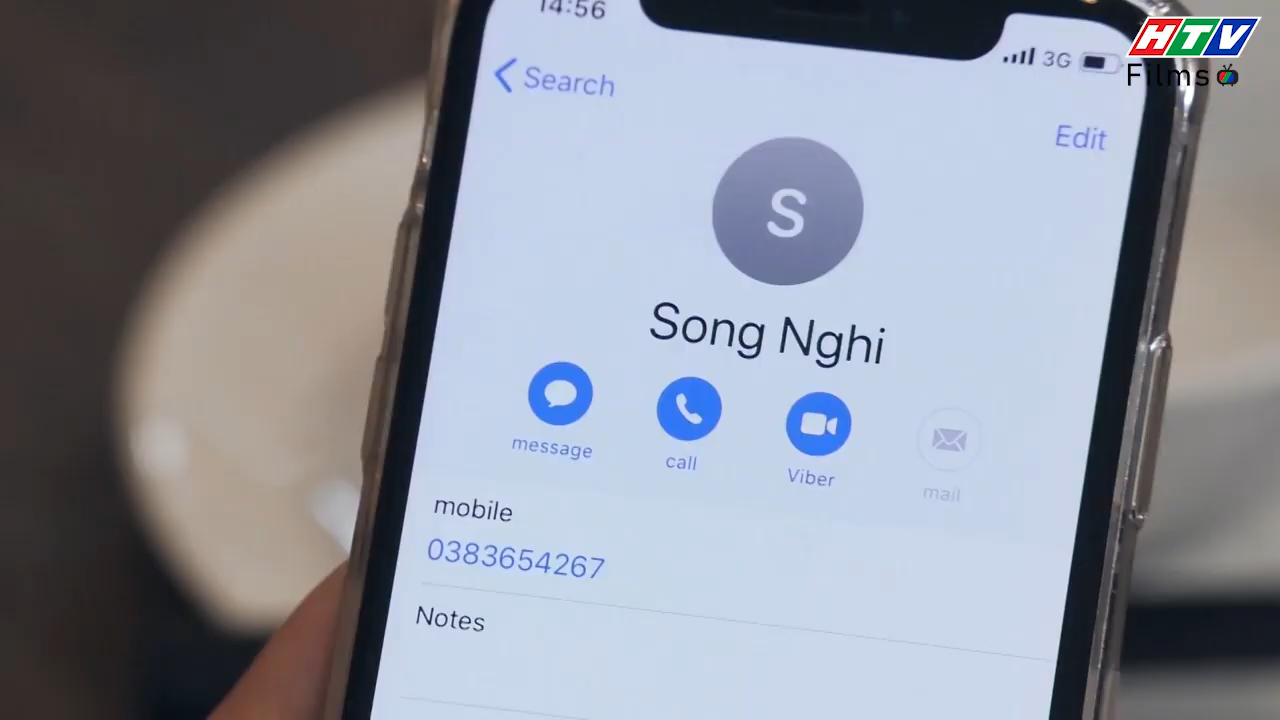 14:56
3G
HTV
Films
Search
Edit
S
Song Nghi
message
call
Viber
mail
mobile
0383654267
Notes